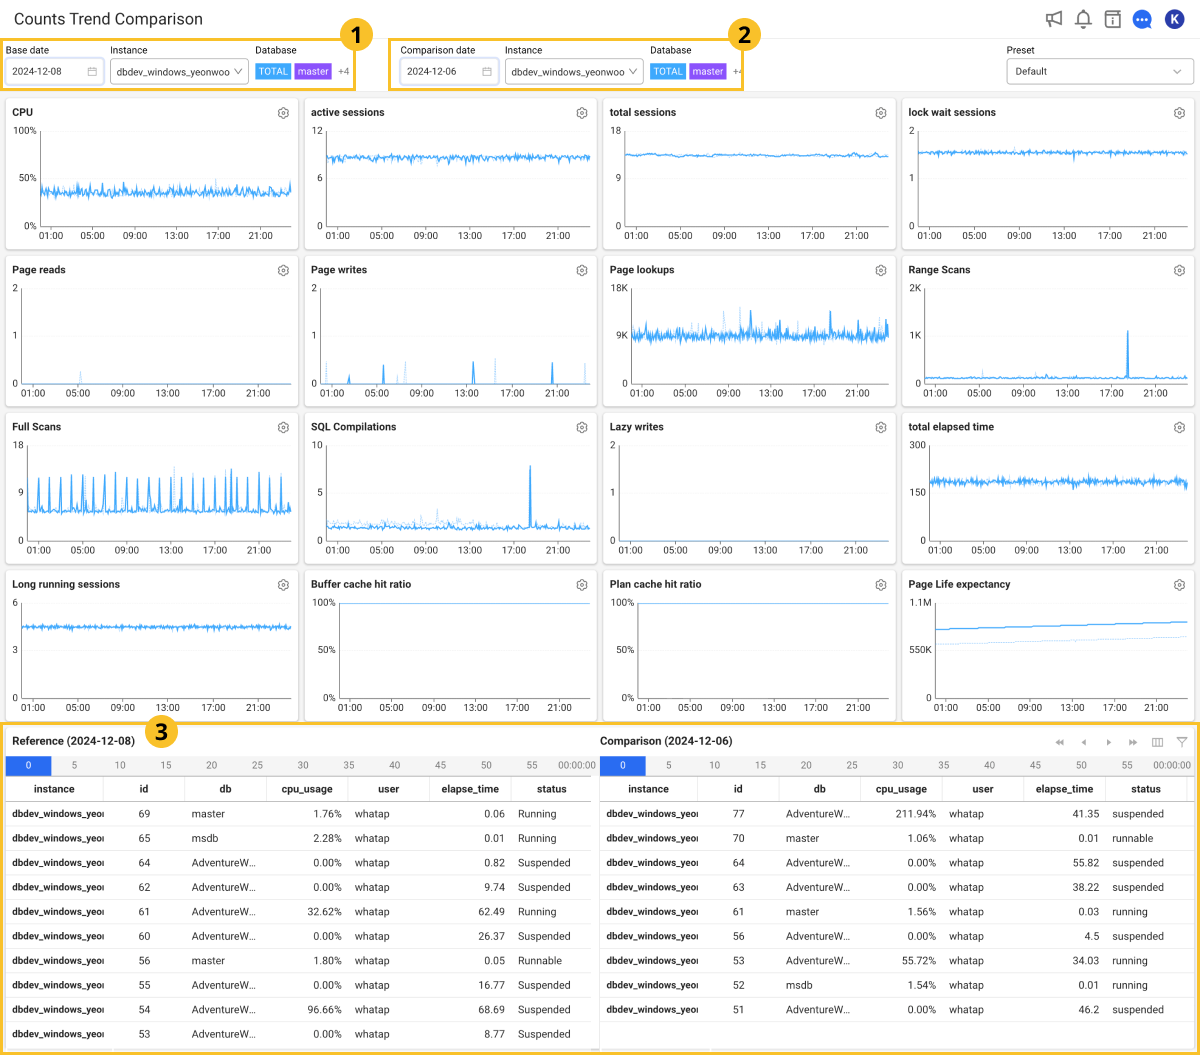 Counts Trend Comparison
K
1
2
3
Base date
Instance
Database
2024-12-08
dbdev_windows_yeonwoo
TOTAL master +4
Comparison date
Instance
Database
2024-12-06
dbdev_windows_yeonwoo
TOTAL master
Preset
Default
CPU
100%
50%
0%
01:00 05:00 09:00 13:00 17:00 21:00
active sessions
12
6
0
01:00 05:00 09:00 13:00 17:00 21:00
total sessions
18
9
0
01:00 05:00 09:00 13:00 17:00 21:00
lock wait sessions
2
1
0
01:00 05:00 09:00 13:00 17:00 21:00
Page reads
2
1
0
01:00 05:00 09:00 13:00 17:00 21:00
Page writes
2
1
0
01:00 05:00 09:00 13:00 17:00 21:00
Page lookups
18K
9K
0
01:00 05:00 09:00 13:00 17:00 21:00
Range Scans
2K
1K
0
01:00 05:00 09:00 13:00 17:00 21:00
Full Scans
18
9
0
01:00 05:00 09:00 13:00 17:00 21:00
SQL Compilations
10
5
0
01:00 05:00 09:00 13:00 17:00 21:00
Lazy writes
2
1
0
01:00 05:00 09:00 13:00 17:00 21:00
total elapsed time
300
150
0
01:00 05:00 09:00 13:00 17:00 21:00
Long running sessions
6
3
0
01:00 05:00 09:00 13:00 17:00 21:00
Buffer cache hit ratio
100%
50%
0%
01:00 05:00 09:00 13:00 17:00 21:00
Plan cache hit ratio
100%
50%
0%
01:00 05:00 09:00 13:00 17:00 21:00
Page Life expectancy
1.1M
550K
0
01:00 05:00 09:00 13:00 17:00 21:00
Reference (2024-12-08)
0 5 10 15 20 25 30 35 40 45 50 55 00:00:00
instance id db cpu_usage user elapse_time status
dbdev_windows_yeo 69 master 1.76% whatap 0.06 Running
dbdev_windows_yeo 65 msdb 2.28% whatap 0.01 Running
dbdev_windows_yeo 64 AdventureW... 0.00% whatap 0.82 Suspended
dbdev_windows_yeo 62 AdventureW... 0.00% whatap 9.74 Suspended
dbdev_windows_yeo 61 AdventureW... 32.62% whatap 62.49 Running
dbdev_windows_yeo 60 AdventureW... 0.00% whatap 26.37 Suspended
dbdev_windows_yeo 56 master 1.80% whatap 0.05 Runnable
dbdev_windows_yeo 55 AdventureW... 0.00% whatap 16.77 Suspended
dbdev_windows_yeo 54 AdventureW... 96.66% whatap 68.69 Suspended
dbdev_windows_yeo 53 AdventureW... 0.00% whatap 8.77 Suspended
Comparison (2024-12-06)
0 5 10 15 20 25 30 35 40 45 50 55 00:00:00
instance id db cpu_usage user elapse_time status
dbdev_windows_yeo 77 AdventureW... 211.94% whatap 41.35 suspended
dbdev_windows_yeo 70 master 1.06% whatap 0.01 runnable
dbdev_windows_yeo 64 AdventureW... 0.00% whatap 55.82 suspended
dbdev_windows_yeo 63 AdventureW... 0.00% whatap 38.22 suspended
dbdev_windows_yeo 61 master 1.56% whatap 0.03 running
dbdev_windows_yeo 56 AdventureW... 0.00% whatap 4.5 suspended
dbdev_windows_yeo 53 AdventureW... 55.72% whatap 34.03 running
dbdev_windows_yeo 52 msdb 1.54% whatap 0.01 running
dbdev_windows_yeo 51 AdventureW... 0.00% whatap 46.2 suspended